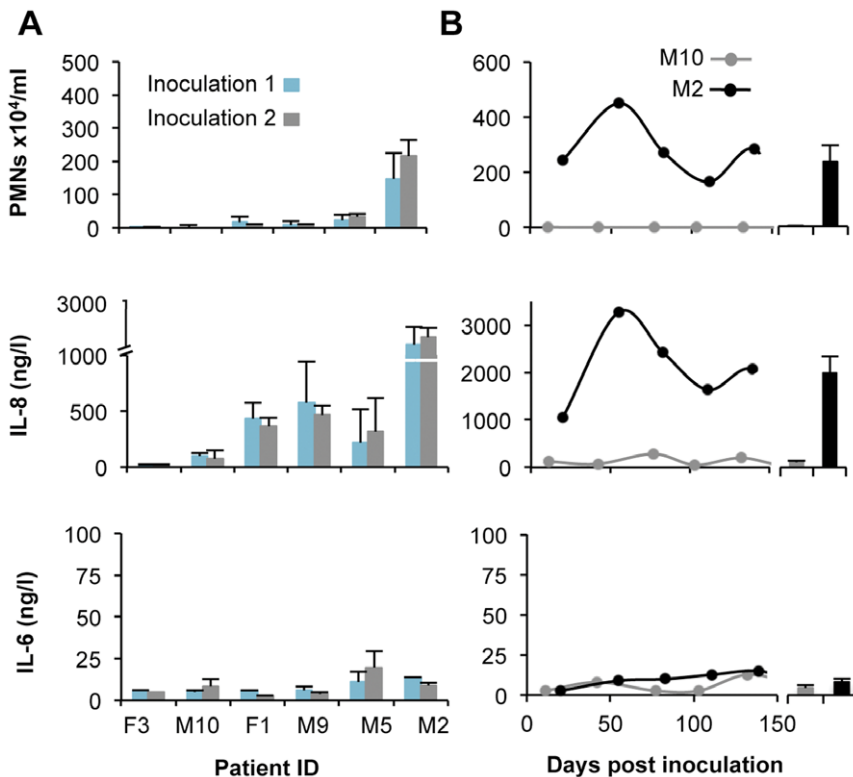 A
PMNs x10⁴/ml
500
400
300
200
100
0
Inoculation 1
Inoculation 2
B
600
400
200
0
M10
M2
IL-8 (ng/l)
3000
1000
500
0
3000
2000
1000
0
IL-6 (ng/l)
100
75
50
25
0
F3 M10 F1 M9 M5 M2
Patient ID
100
75
50
25
0
0 50 100 150
Days post inoculation